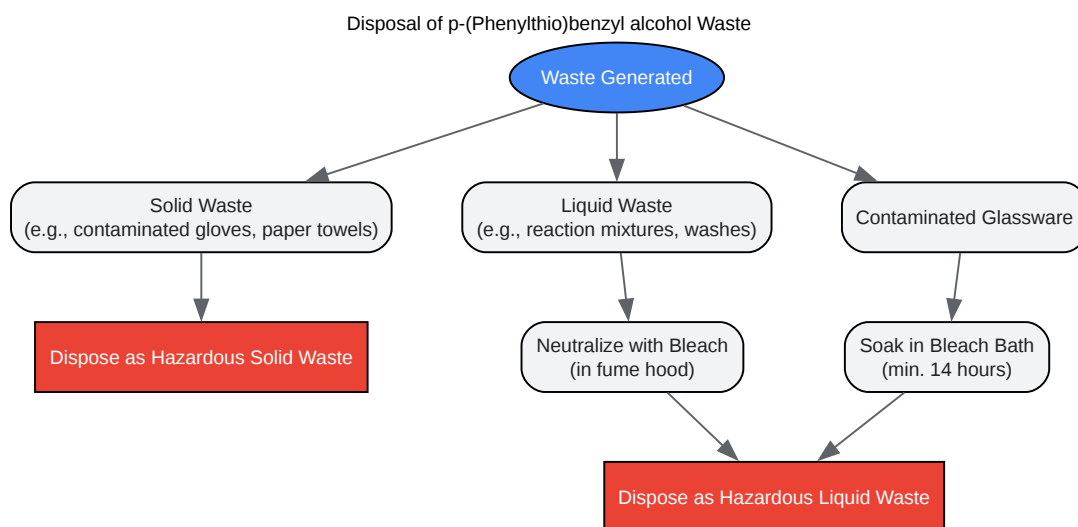 Disposal of p-(Phenylthio)benzyl alcohol Waste
Waste Generated
Solid Waste
(e.g., contaminated gloves, paper towels)
Liquid Waste
(e.g., reaction mixtures, washes)
Contaminated Glassware
Dispose as Hazardous Solid Waste
Neutralize with Bleach
(in fume hood)
Soak in Bleach Bath
(min. 14 hours)
Dispose as Hazardous Liquid Waste